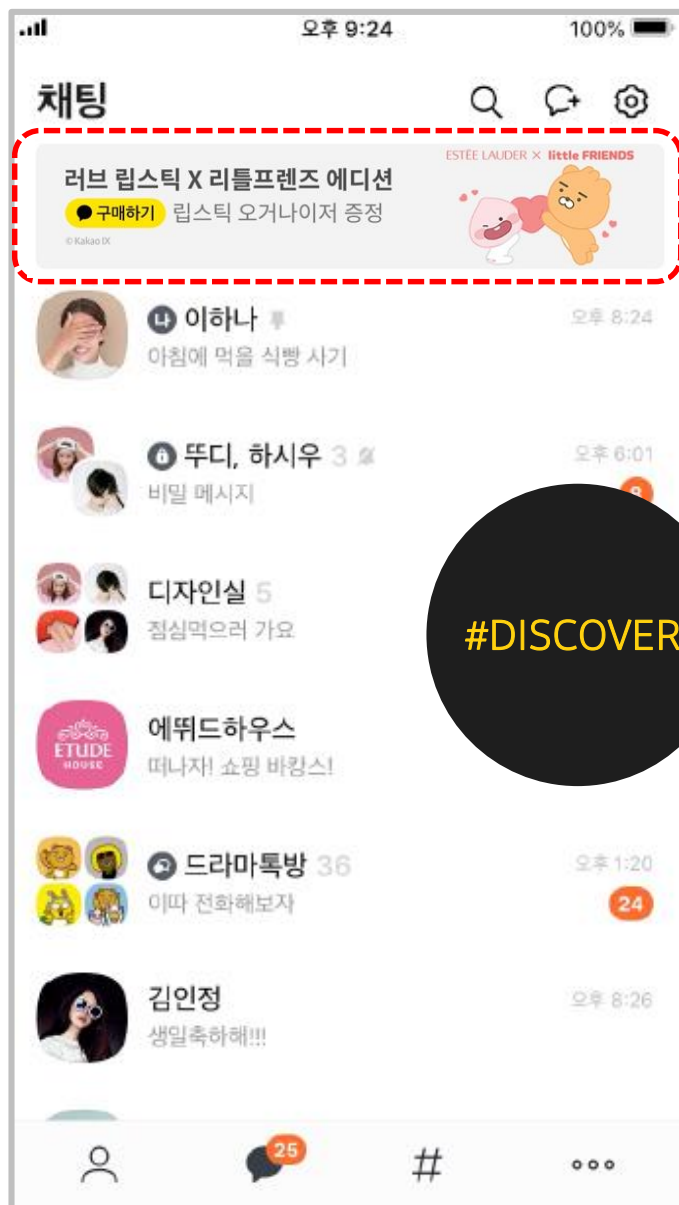 오후 9:24
100%
채팅
ESTĒE LAUDER × little FRIENDS
러브 립스틱 X 리틀프렌즈 에디션
구매하기 립스틱 오거나이저 증정
© Kakao IX
나 이하나
오후 8:24
아침에 먹을 식빵 사기
뚜디, 하시우 3
오후 6:01
비밀 메시지
디자인실 5
점심먹으러 가요
#DISCOVER
ETUDE
HOUSE
에뛰드하우스
떠나자! 쇼핑 바캉스!
드라마톡방 36
오후 1:20
이따 전화해보자
24
김인정
오후 8:26
생일축하해!!!
25
#